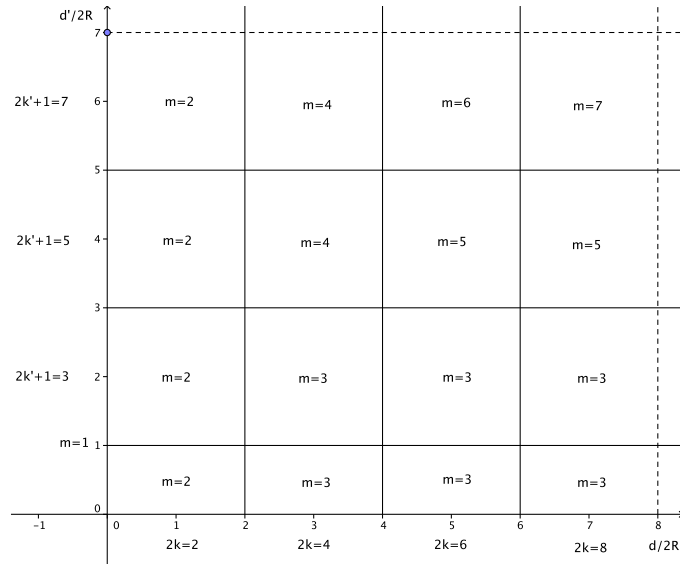 d'/2R
7
2k'+1=7 6 m=2 m=4 m=6 m=7
5
2k'+1=5 4 m=2 m=4 m=5 m=5
3
2k'+1=3 2 m=2 m=3 m=3 m=3
m=1 1
m=2 m=3 m=3 m=3
0
−1 0 1 2 3 4 5 6 7 8
2k=2 2k=4 2k=6 2k=8 d/2R